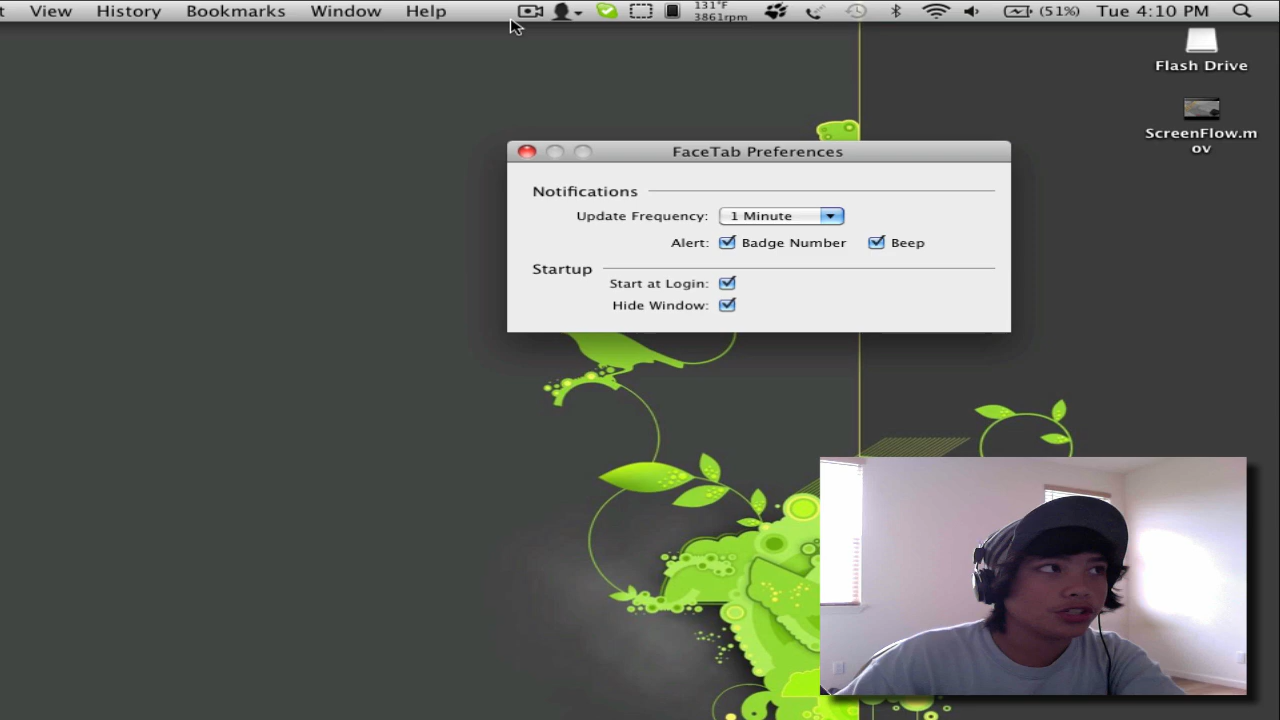 t View History Bookmarks Window Help 131°F (51%) Tue 4:10 PM
3861rpm
Flash Drive
ScreenFlow.m
ov
FaceTab Preferences
Notifications
Update Frequency: 1 Minute
Alert: Badge Number Beep
Startup
Start at Login:
Hide Window: